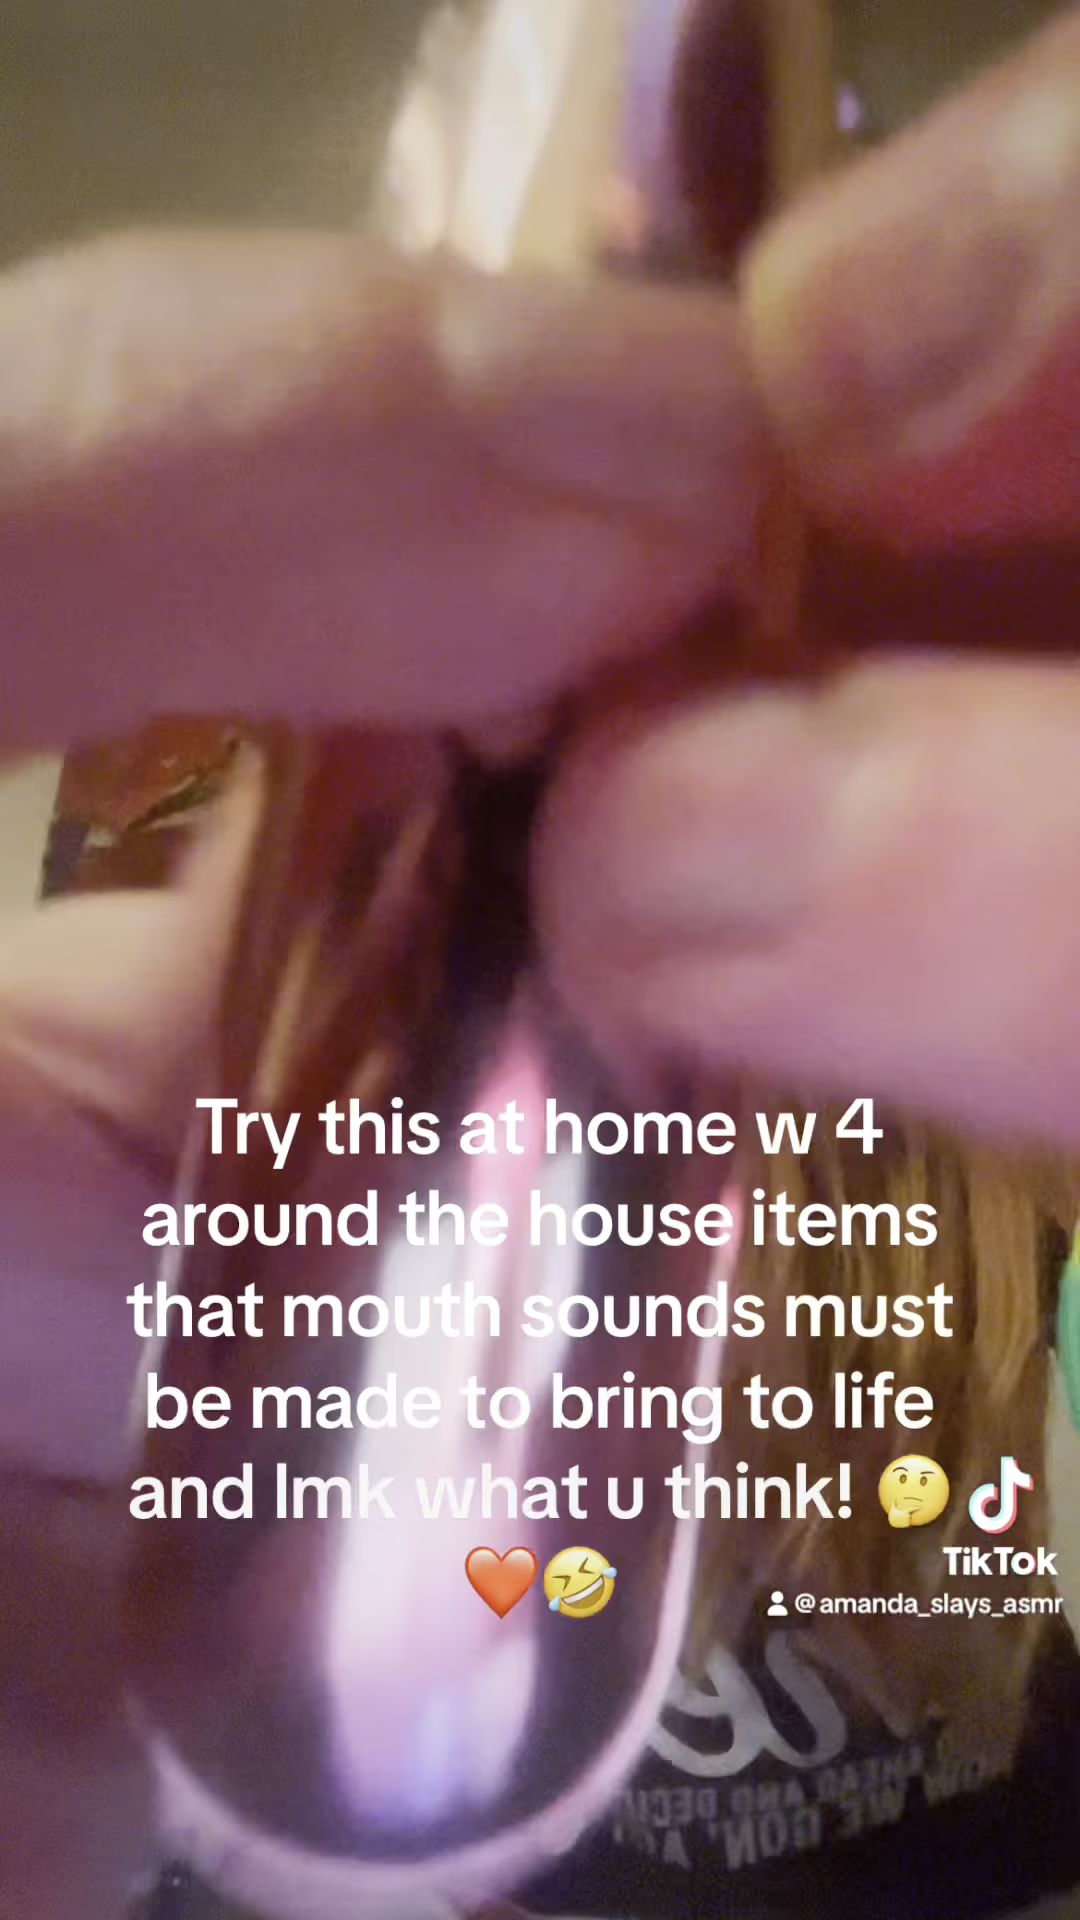 Try this at home w 4
around the house items
that mouth sounds must
be made to bring to life
and lmk what u think! 🤔
❤️🤣
TikTok
@amanda_slays_asmr